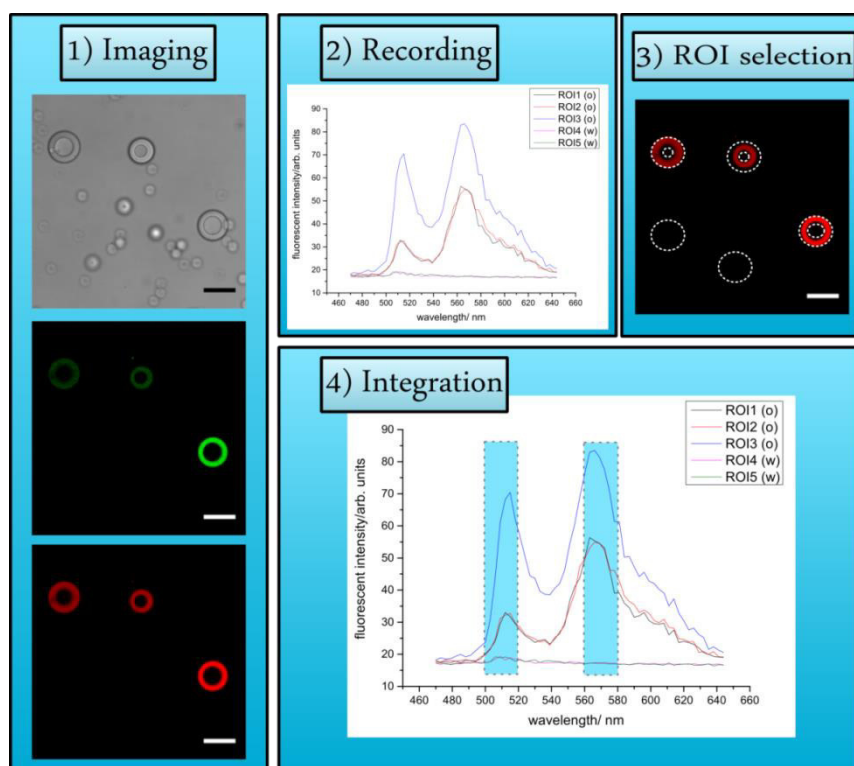 1) Imaging
2) Recording
ROI1 (o)
ROI2 (o)
ROI3 (o)
ROI4 (w)
ROI5 (w)
fluorescent intensity/arb. units
90
80
70
60
50
40
30
20
10
460 480 500 520 540 560 580 600 620 640 660
wavelength/ nm
3) ROI selection
4) Integration
ROI1 (o)
ROI2 (o)
ROI3 (o)
ROI4 (w)
ROI5 (w)
fluorescent intensity/arb. units
90
80
70
60
50
40
30
20
10
460 480 500 520 540 560 580 600 620 640 660
wavelength/ nm